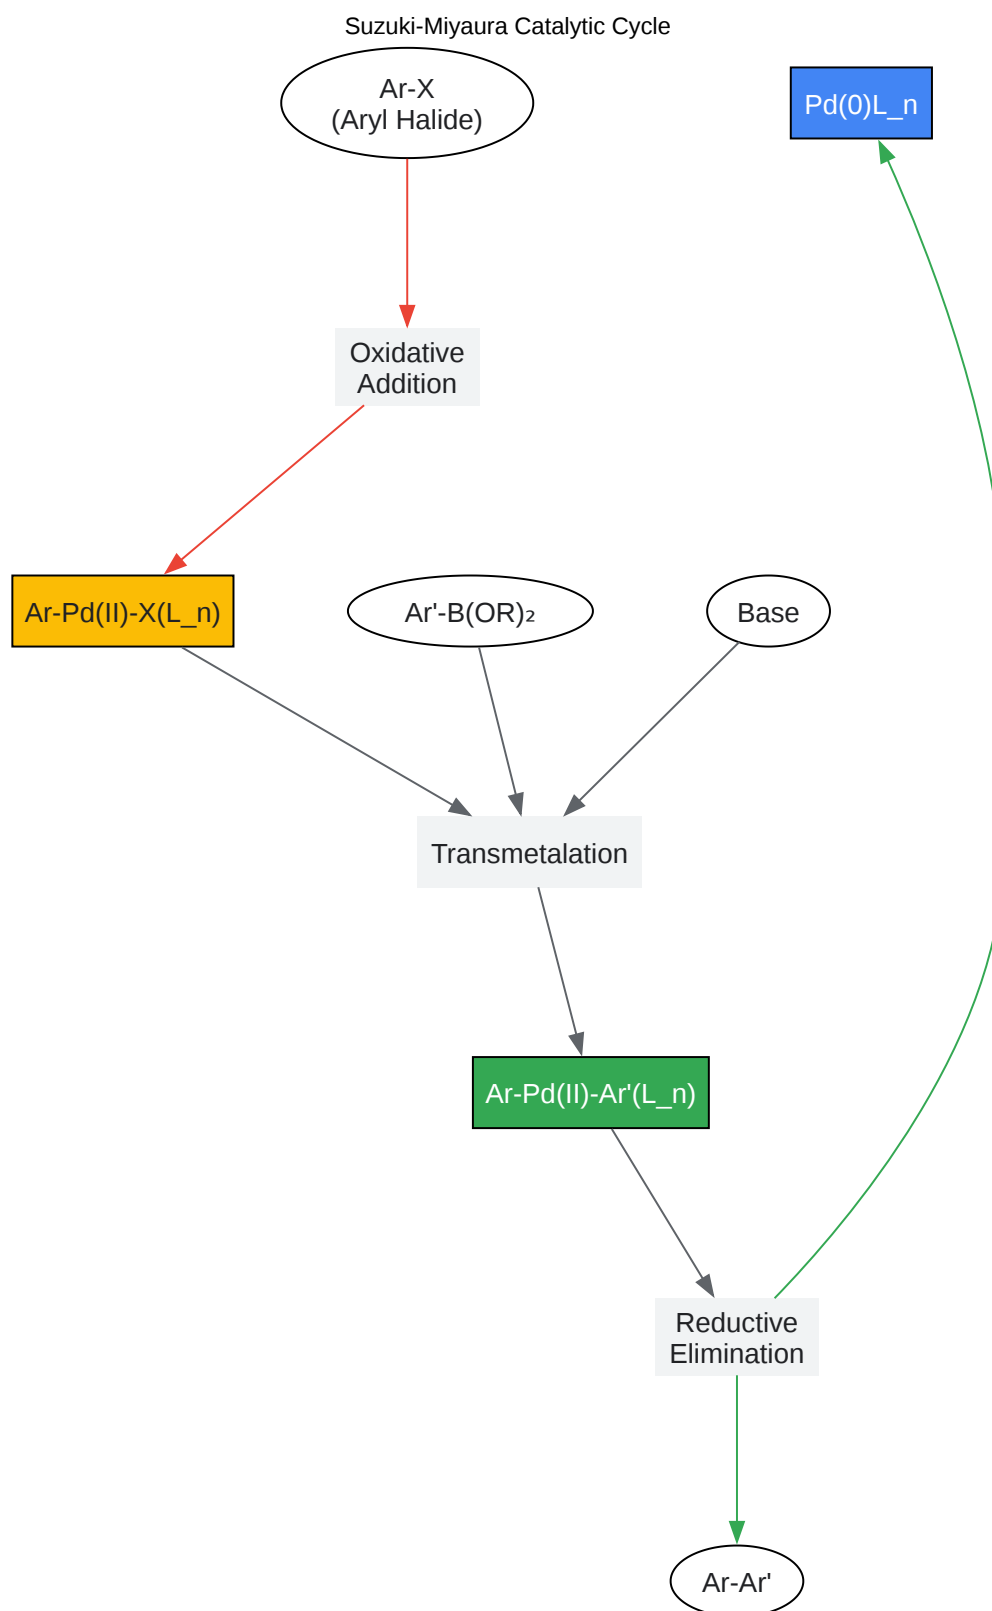 Suzuki-Miyaura Catalytic Cycle
Ar-X
(Aryl Halide)
Pd(0)L_n
Oxidative
Addition
Ar-Pd(II)-X(L_n)
Ar'-B(OR)₂
Base
Transmetalation
Ar-Pd(II)-Ar'(L_n)
Reductive
Elimination
Ar-Ar'